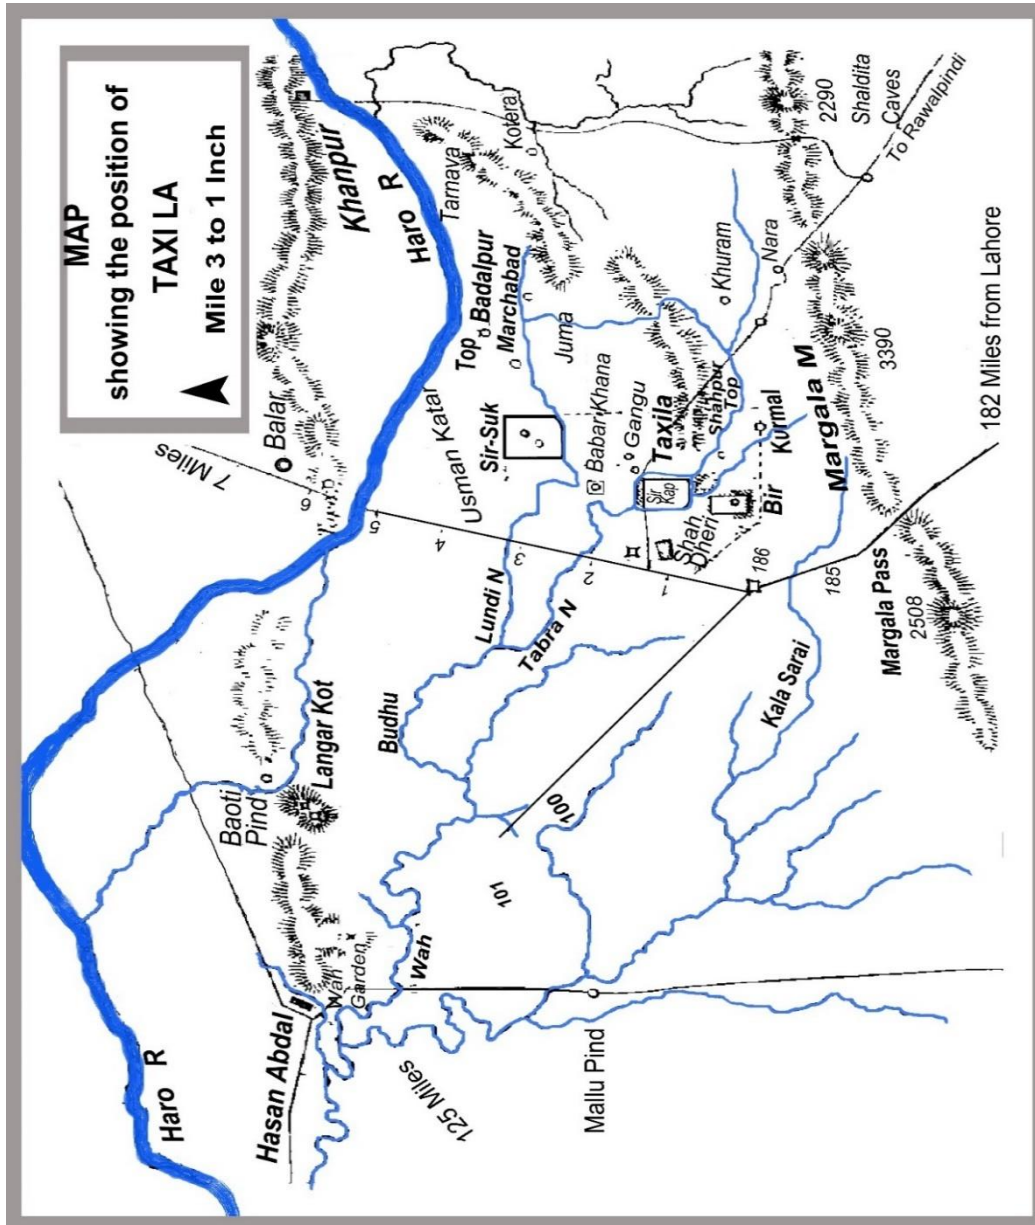 MAP
showing the position of
TAXI LA
Mile 3 to 1 Inch
Khanpur
Haro R
Tarnava
Kotera
2290
Shaldita
Caves
To Rawalpindi
182 Miles from Lahore
Balar
7 Miles
6
5
4
3
2
1
Usman Katar
Top
Badalpur
Marchabad
Juma
Sir-Suk
Babar Khana
Gangu
Taxila
Sir
Kap
Shahpur
Top
Khuram
Nara
Kurmal
Bir
Shah
Dheri
186
185
Margala M
3390
Margala Pass
2508
Lundi N
Tabra N
Budhu
Kala Sarai
100
101
Langar Kot
Baoti
Pind
Wah
Garden
Wah
Hasan Abdal
125 Miles
Mallu Pind
Haro R